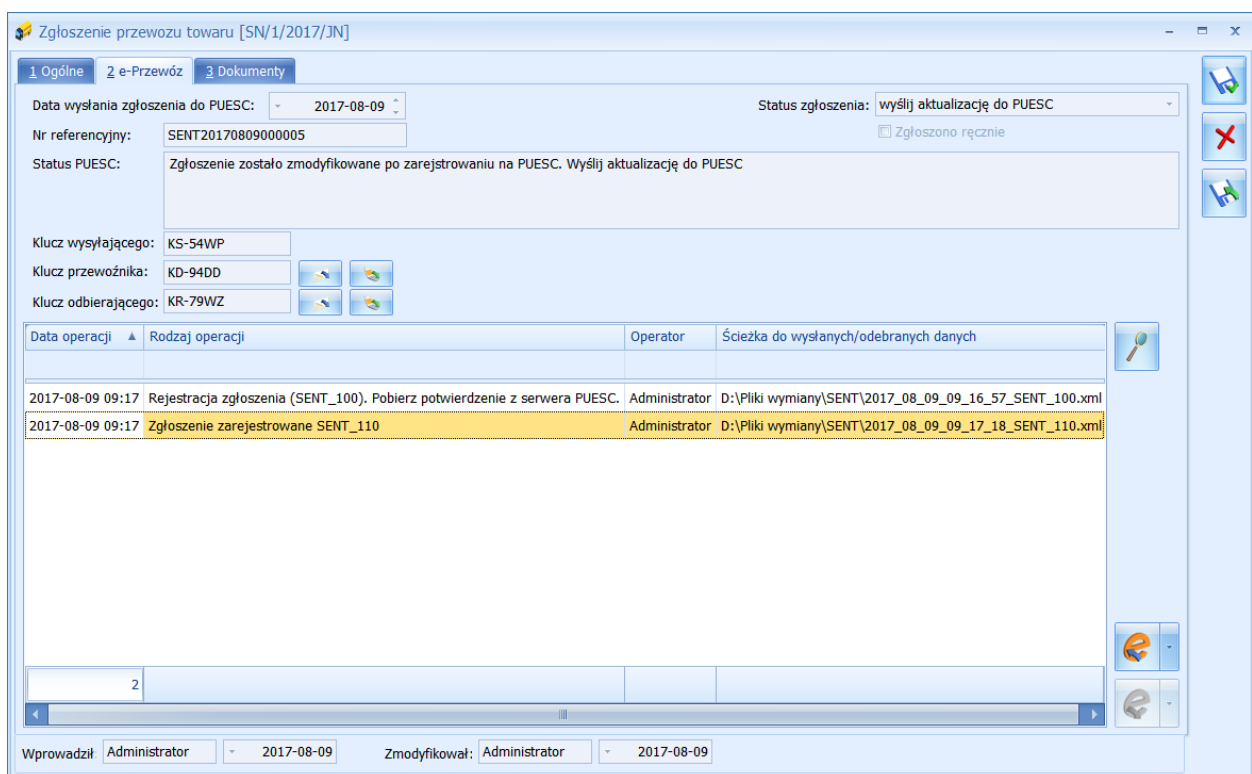 Zgłoszenie przewozu towaru [SN/1/2017/JN]
1 Ogólne 2 e-Przewóz 3 Dokumenty
Data wysłania zgłoszenia do PUESC: 2017-08-09 Status zgłoszenia: wyślij aktualizację do PUESC
Nr referencyjny: SENT20170809000005 Zgłoszono ręcznie
Status PUESC: Zgłoszenie zostało zmodyfikowane po zarejstrowaniu na PUESC. Wyślij aktualizację do PUESC
Klucz wysyłającego: KS-54WP
Klucz przewoźnika: KD-94DD
Klucz odbierającego: KR-79WZ
Data operacji Rodzaj operacji Operator Ścieżka do wysłanych/odebranych danych
2017-08-09 09:17 Rejestracja zgłoszenia (SENT_100). Pobierz potwierdzenie z serwera PUESC. Administrator D:\Pliki wymiany\SENT\2017_08_09_09_16_57_SENT_100.xml
2017-08-09 09:17 Zgłoszenie zarejestrowane SENT_110 Administrator D:\Pliki wymiany\SENT\2017_08_09_09_17_18_SENT_110.xml
2
Wprowadził Administrator 2017-08-09 Zmodyfikował: Administrator 2017-08-09